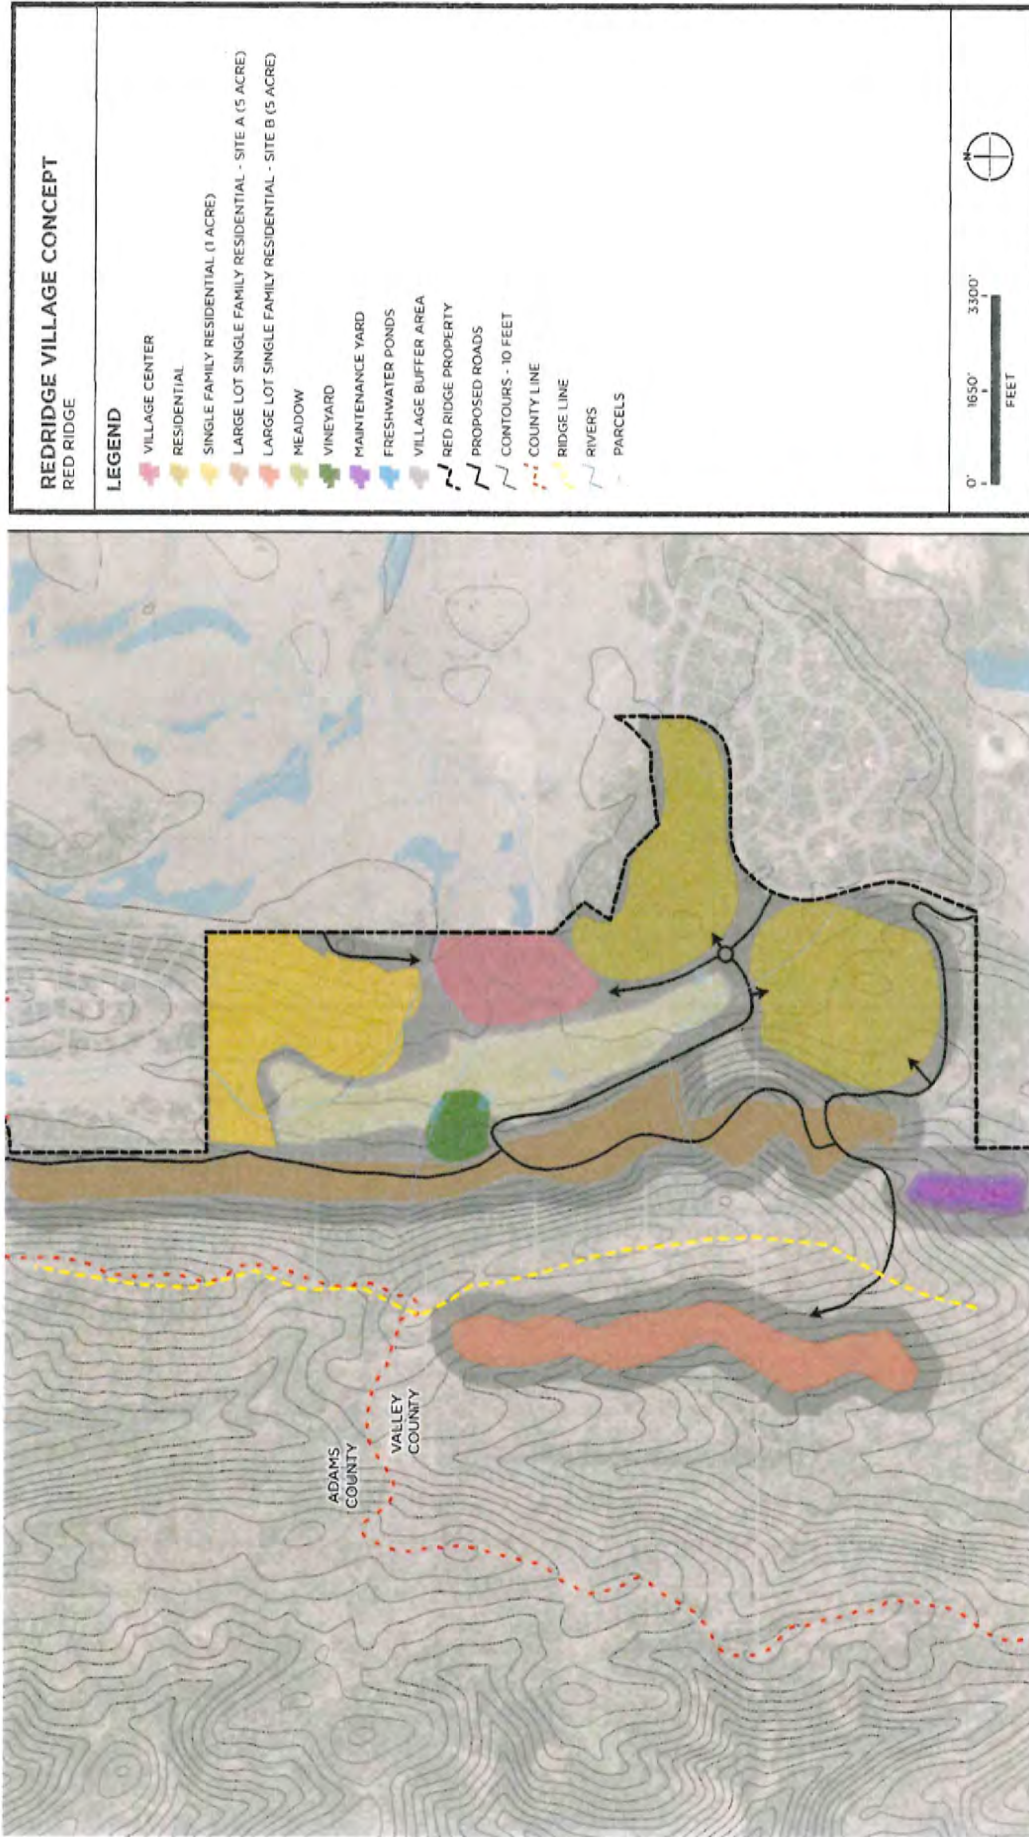 REDRIDGE VILLAGE CONCEPT
RED RIDGE
LEGEND
VILLAGE CENTER
RESIDENTIAL
SINGLE FAMILY RESIDENTIAL (1 ACRE)
LARGE LOT SINGLE FAMILY RESIDENTIAL - SITE A (5 ACRE)
LARGE LOT SINGLE FAMILY RESIDENTIAL - SITE B (5 ACRE)
MEADOW
VINEYARD
MAINTENANCE YARD
FRESHWATER PONDS
VILLAGE BUFFER AREA
RED RIDGE PROPERTY
PROPOSED ROADS
CONTOURS - 10 FEET
COUNTY LINE
RIDGE LINE
RIVERS
PARCELS
0' 1650' 3300'
FEET
N
ADAMS
COUNTY
VALLEY
COUNTY